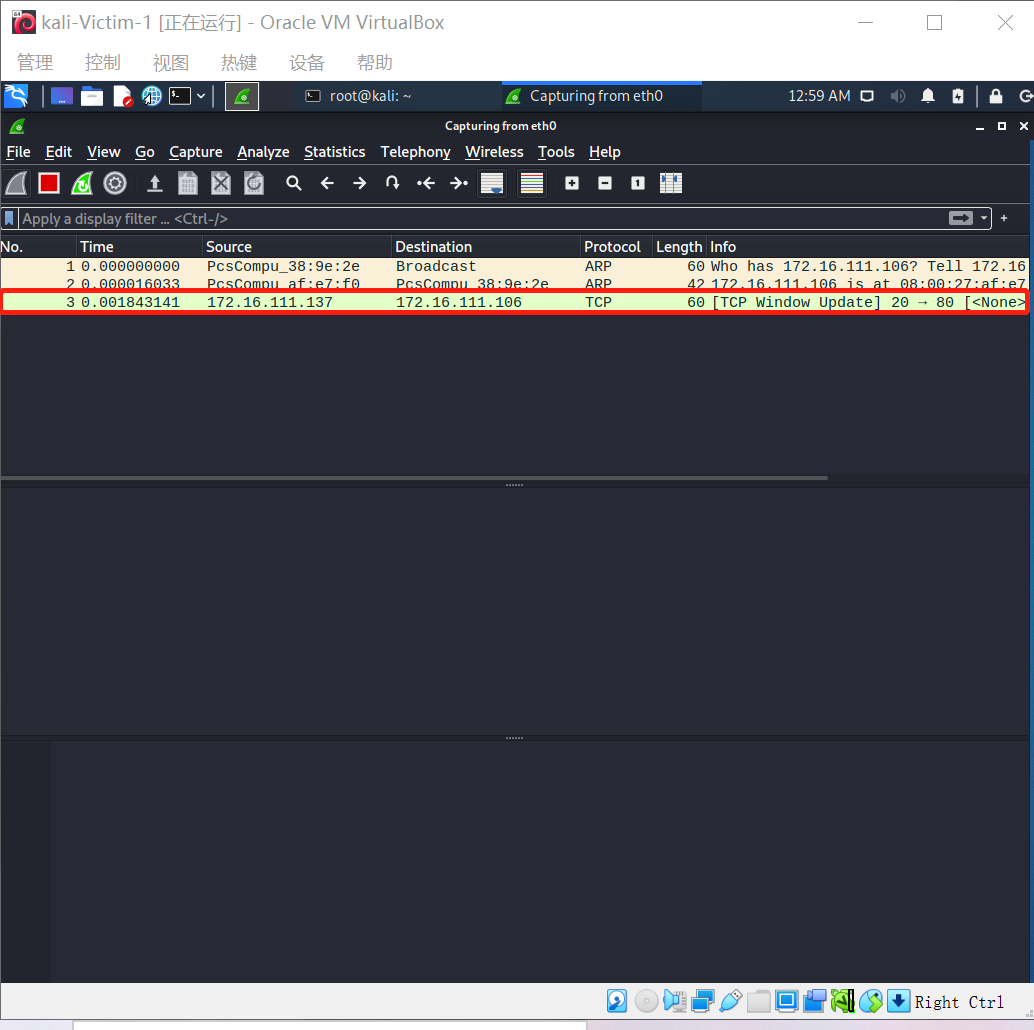 kali-Victim-1 [正在运行] - Oracle VM VirtualBox
管理 控制 视图 热键 设备 帮助
root@kali: ~ Capturing from eth0 12:59 AM
Capturing from eth0
File Edit View Go Capture Analyze Statistics Telephony Wireless Tools Help
Apply a display filter … <Ctrl-/>
No. Time Source Destination Protocol Length Info
1 0.000000000 PcsCompu_38:9e:2e Broadcast ARP 60 Who has 172.16.111.106? Tell 172.16
2 0.000016033 PcsCompu_af:e7:f0 PcsCompu_38:9e:2e ARP 42 172.16.111.106 is at 08:00:27:af:e7
3 0.001843141 172.16.111.137 172.16.111.106 TCP 60 [TCP Window Update] 20 → 80 [<None>
Right Ctrl